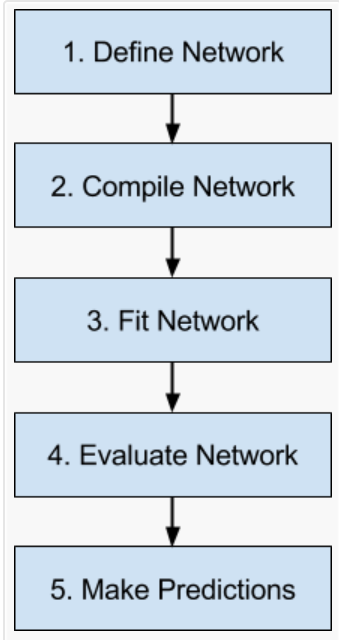 1. Define Network
2. Compile Network
3. Fit Network
4. Evaluate Network
5. Make Predictions